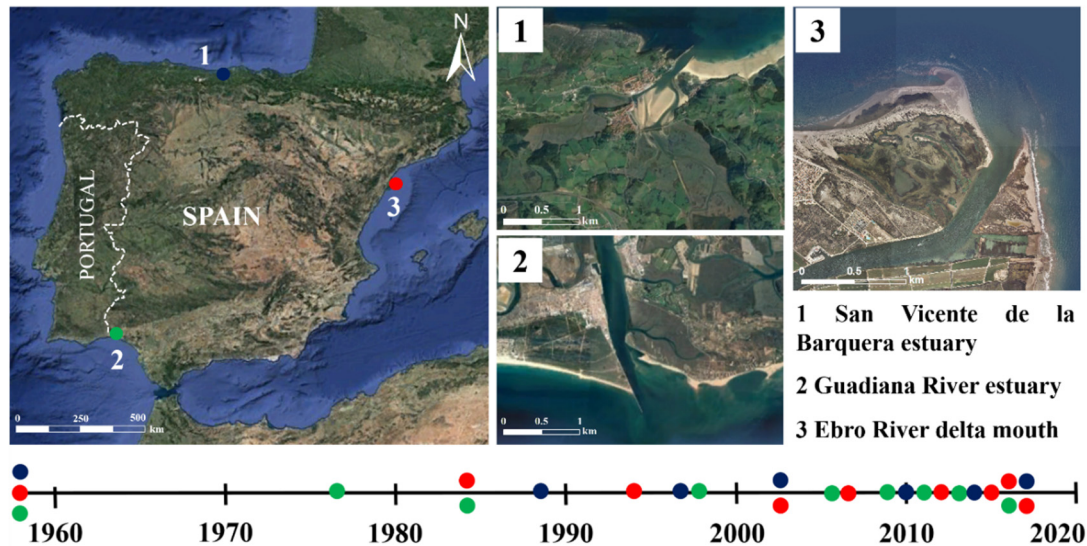 1
N
PORTUGAL
SPAIN
3
2
0 250 500
km
1
0 0.5 1
km
2
0 0.5 1
km
3
0 0.5 1
km
1 San Vicente de la
Barquera estuary
2 Guadiana River estuary
3 Ebro River delta mouth
1960 1970 1980 1990 2000 2010 2020